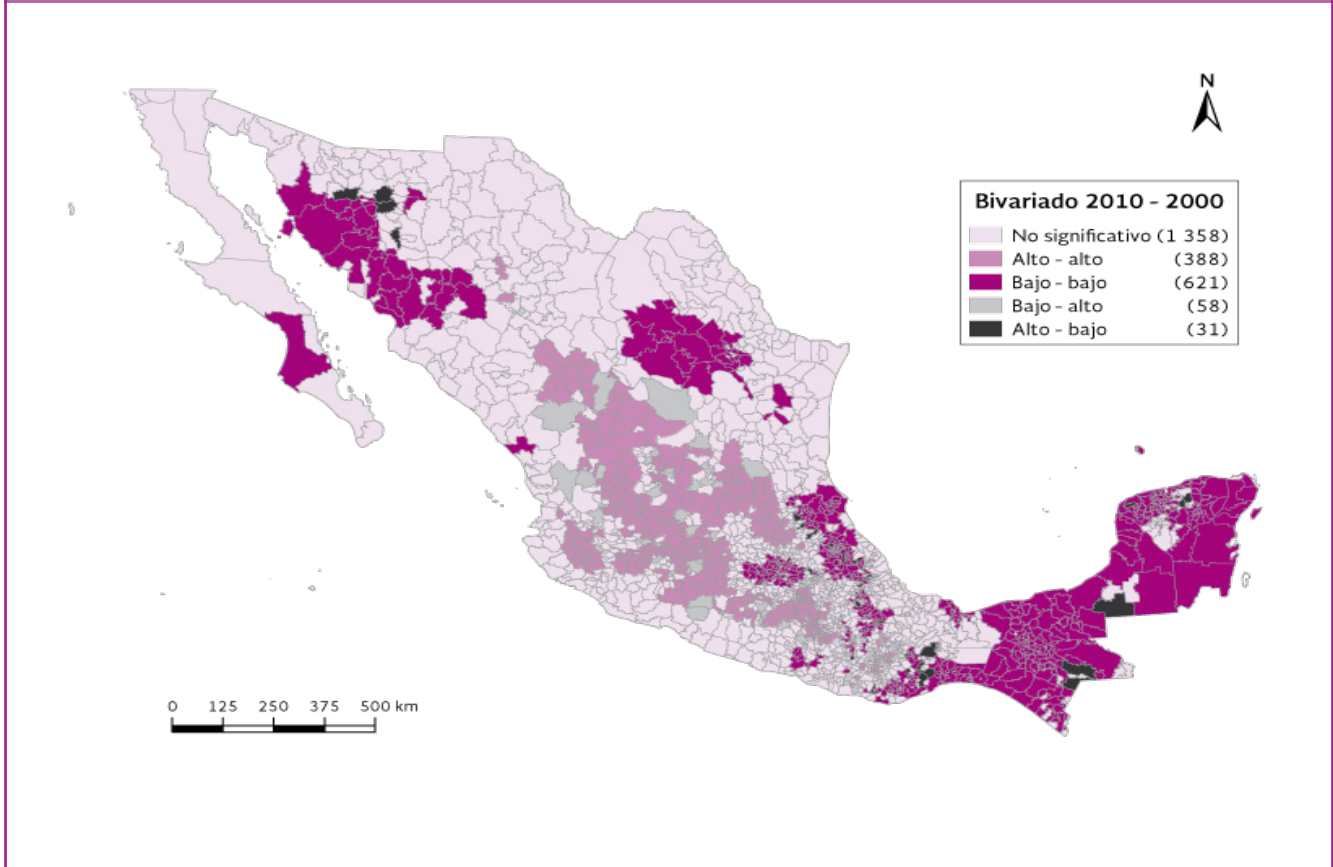 N
Bivariado 2010 - 2000
No significativo (1 358)
Alto - alto (388)
Bajo - bajo (621)
Bajo - alto (58)
Alto - bajo (31)
0 125 250 375 500 km